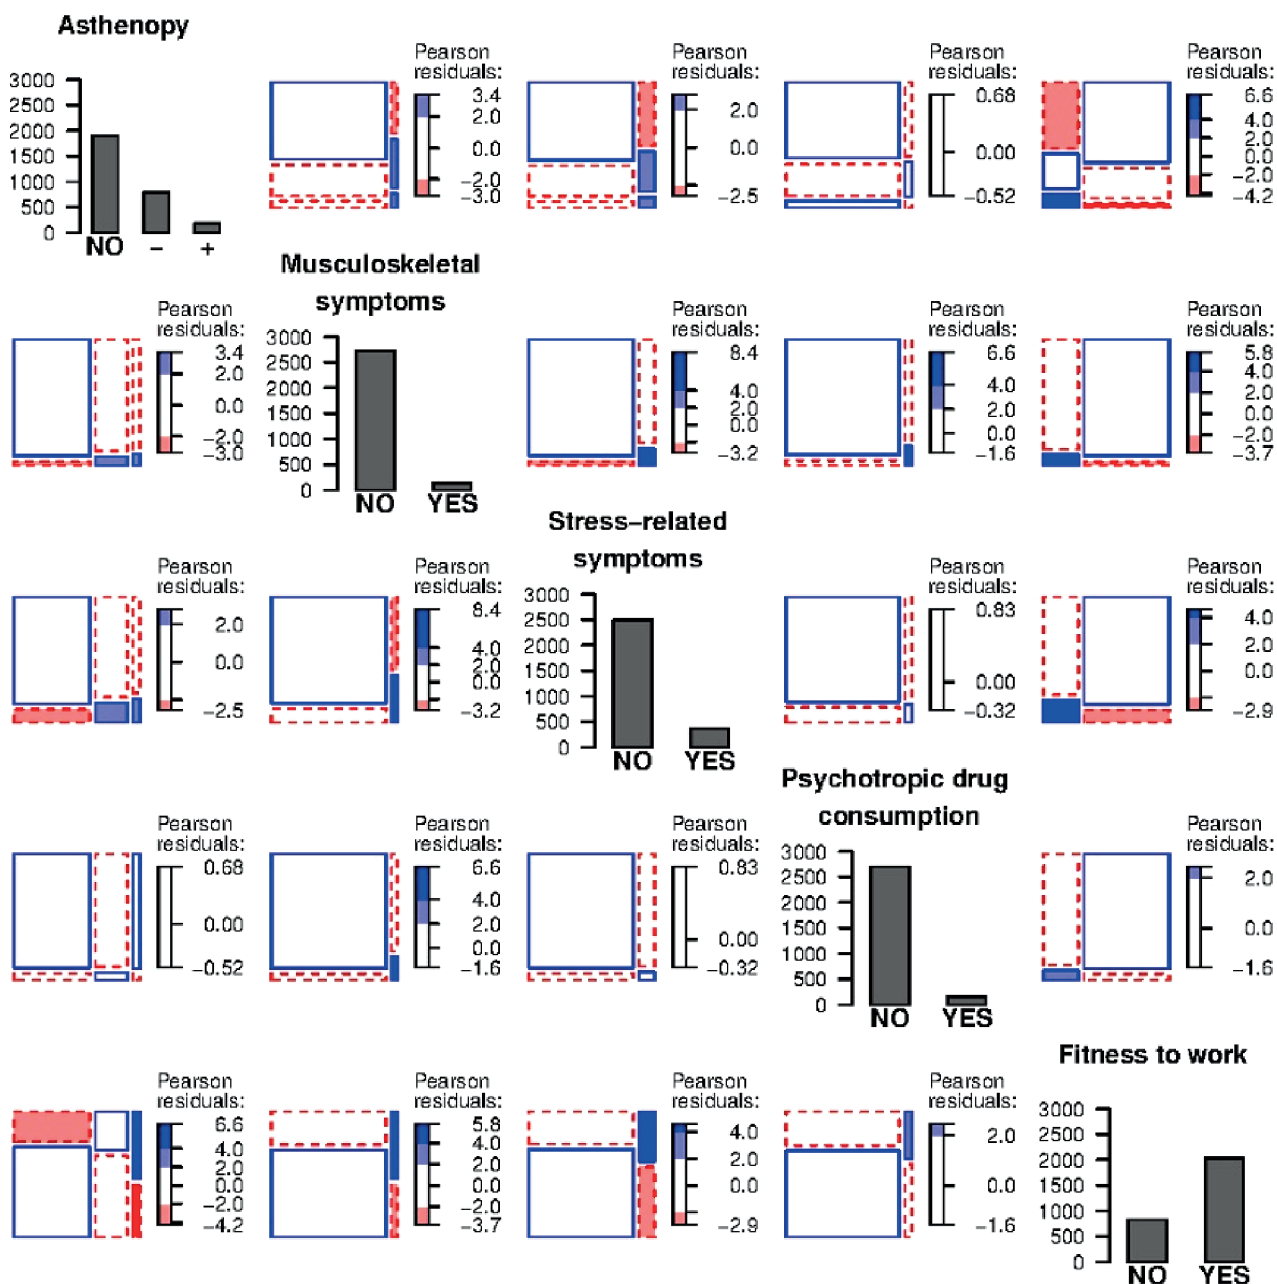 Asthenopy
3000
2500
2000
1500
1000
500
0
NO – +
Pearson
residuals:
3.4
2.0
0.0
−2.0
−3.0
Pearson
residuals:
2.0
0.0
−2.5
Pearson
residuals:
0.68
0.00
−0.52
Pearson
residuals:
6.6
4.0
2.0
0.0
−2.0
−4.2
Pearson
residuals:
3.4
2.0
0.0
−2.0
−3.0
Musculoskeletal
symptoms
3000
2500
2000
1500
1000
500
0
NO YES
Pearson
residuals:
8.4
4.0
2.0
0.0
−3.2
Pearson
residuals:
6.6
4.0
2.0
0.0
−1.6
Pearson
residuals:
5.8
4.0
2.0
0.0
−2.0
−3.7
Pearson
residuals:
2.0
0.0
−2.5
Pearson
residuals:
8.4
4.0
2.0
0.0
−3.2
Stress–related
symptoms
3000
2500
2000
1500
1000
500
0
NO YES
Pearson
residuals:
0.83
0.00
−0.32
Pearson
residuals:
4.0
2.0
0.0
−2.9
Pearson
residuals:
0.68
0.00
−0.52
Pearson
residuals:
6.6
4.0
2.0
0.0
−1.6
Pearson
residuals:
0.83
0.00
−0.32
Psychotropic drug
consumption
3000
2500
2000
1500
1000
500
0
NO YES
Pearson
residuals:
2.0
0.0
−1.6
Pearson
residuals:
6.6
4.0
2.0
0.0
−2.0
−4.2
Pearson
residuals:
5.8
4.0
2.0
0.0
−2.0
−3.7
Pearson
residuals:
4.0
2.0
0.0
−2.9
Pearson
residuals:
2.0
0.0
−1.6
Fitness to work
3000
2500
2000
1500
1000
500
0
NO YES